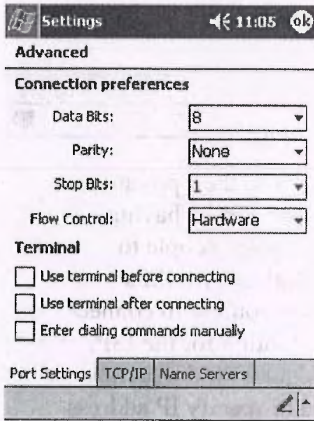 Settings 11:05 ok
Advanced
Connection preferences
Data Bits: 8
Parity: None
Stop Bits: 1
Flow Control: Hardware
Terminal
Use terminal before connecting
Use terminal after connecting
Enter dialing commands manually
Port Settings TCP/IP Name Servers